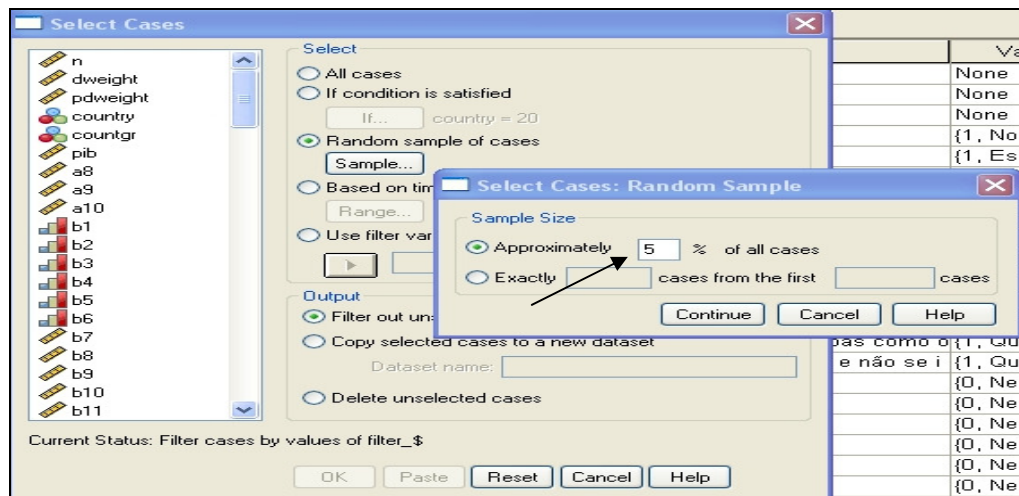 Select Cases
n
dweight
pdweight
country
countgr
pib
a8
a9
a10
b1
b2
b3
b4
b5
b6
b7
b8
b9
b10
b11
Select
All cases
If condition is satisfied
If... country = 20
Random sample of cases
Sample...
Based on tim
Range...
Use filter var
Output
Filter out uns
Copy selected cases to a new dataset
Dataset name:
Delete unselected cases
Current Status: Filter cases by values of filter_$
OK Paste Reset Cancel Help
Select Cases: Random Sample
Sample Size
Approximately 5 % of all cases
Exactly cases from the first cases
Continue Cancel Help
Va
None
None
None
{1, No
{1, Es
como o {1, Qu
e não se i {1, Qu
{0, Ne
{0, Ne
{0, Ne
{0, Ne
{0, Ne
{0, Ne